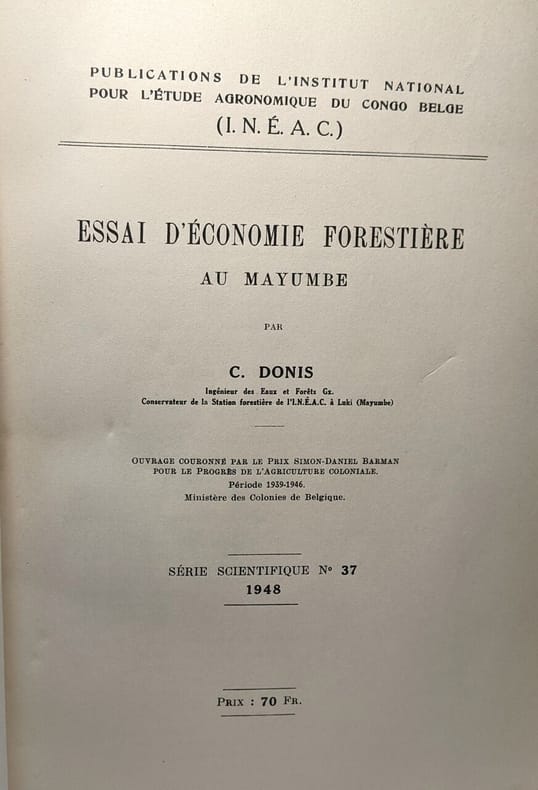 PUBLICATIONS DE L'INSTITUT NATIONAL
POUR L'ÉTUDE AGRONOMIQUE DU CONGO BELGE
(I. N. É. A. C.)
ESSAI D'ÉCONOMIE FORESTIÈRE
AU MAYUMBE
PAR
C. DONIS
Ingénieur des Eaux et Forêts Gx.
Conservateur de la Station forestière de l'I.N.É.A.C. à Luki (Mayumbe)
OUVRAGE COURONNÉ PAR LE PRIX SIMON-DANIEL BARMAN
POUR LE PROGRÈS DE L'AGRICULTURE COLONIALE.
Période 1939-1946.
Ministère des Colonies de Belgique.
SÉRIE SCIENTIFIQUE Nº 37
1948
PRIX : 70 FR.